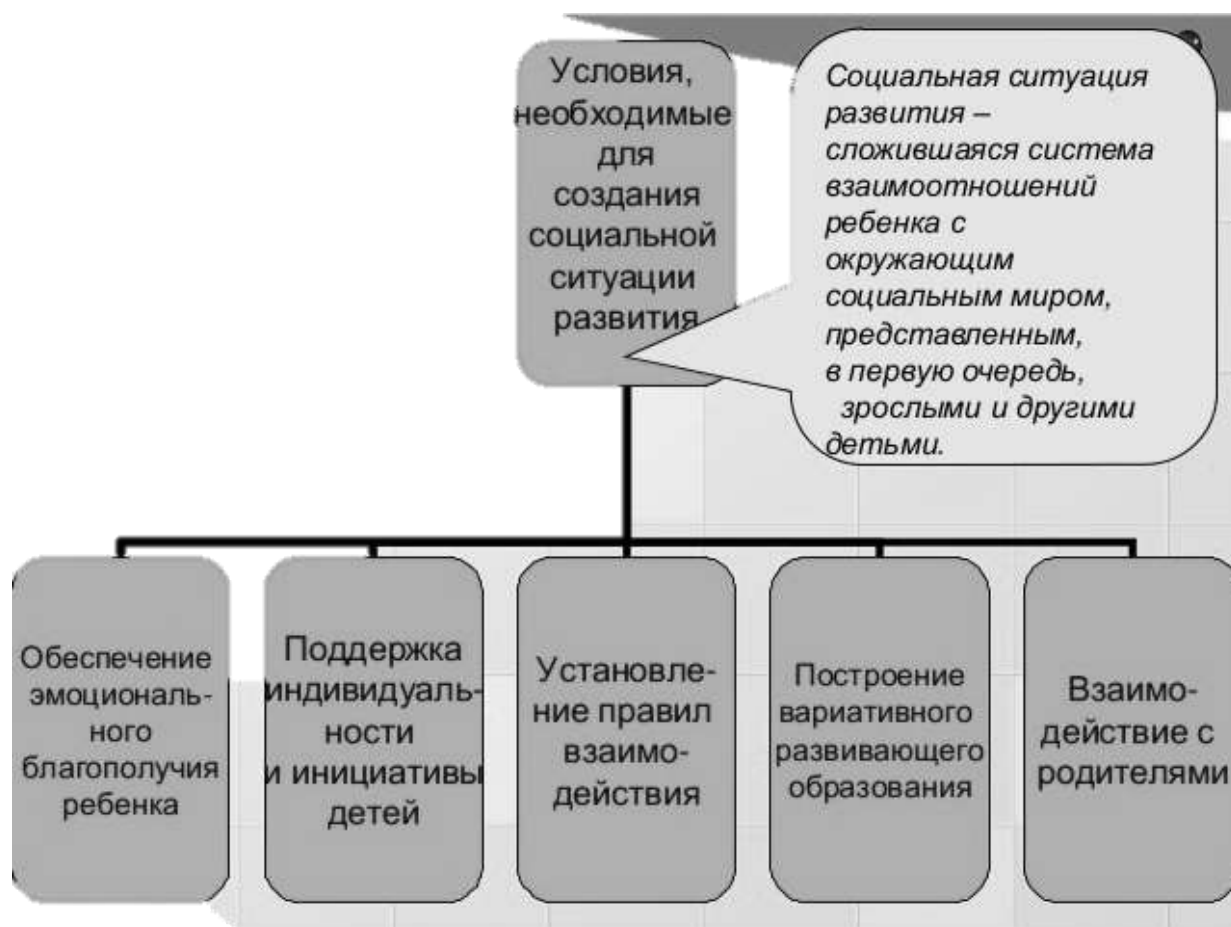 Условия,
необходимые
для
создания
социальной
ситуации
развития
Социальная ситуация
развития –
сложившаяся система
взаимоотношений
ребенка с
окружающим
социальным миром,
представленным,
в первую очередь,
зрослыми и другими
детьми.
Обеспечение
эмоциональ-
ного
благополучия
ребенка
Поддержка
индивидуаль-
ности
и инициативы
детей
Установле-
ние правил
взаимо-
действия
Построение
вариативного
развивающего
образования
Взаимо-
действие с
родителями